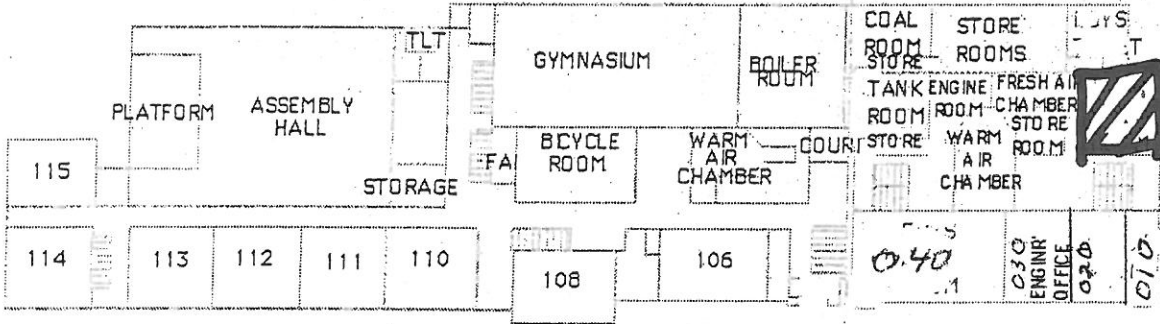 TLT
GYMNASIUM
BOILER
ROOM
COAL
ROOM
STORE
STORE
ROOMS
T
PLATFORM
ASSEMBLY
HALL
TANK
ROOM
STORE
ENGINE
ROOM
FRESH AIR
CHAMBER
STORE
ROOM
115
STORAGE
FA
BICYCLE
ROOM
WARM
AIR
CHAMBER
COURT
WARM
AIR
CHAMBER
114
113
112
111
110
108
106
040
030
ENGINR'
OFFICE
020
010